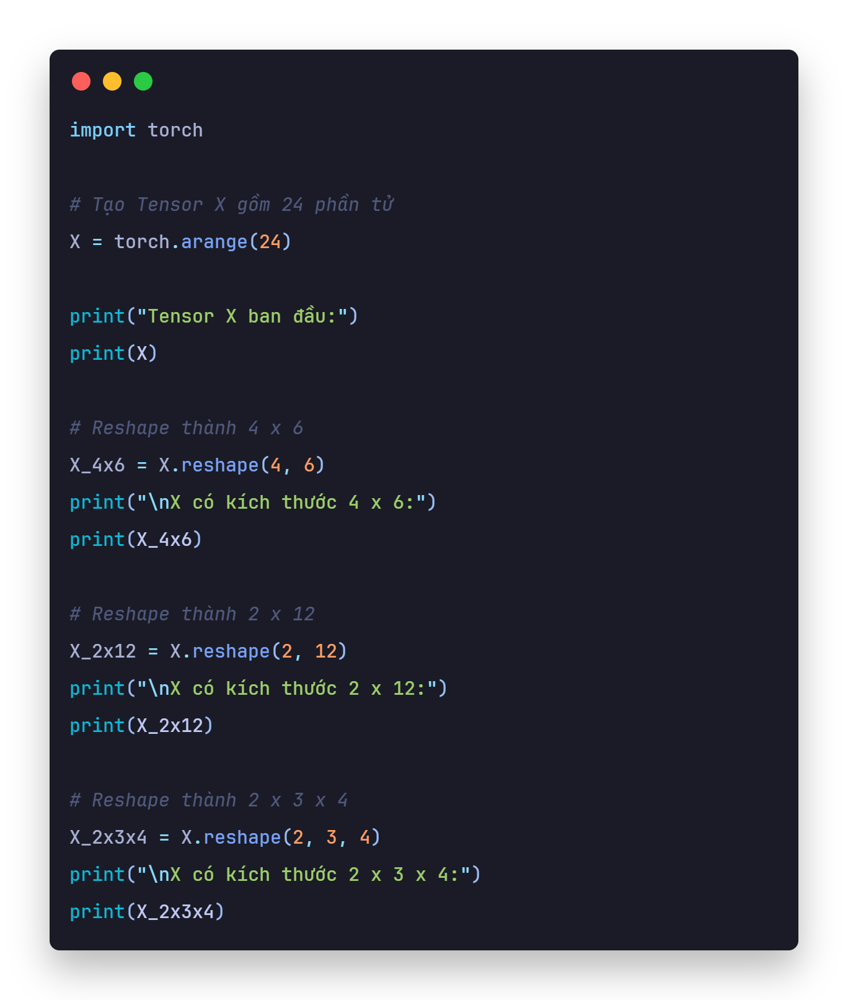 import torch
# Tạo Tensor X gồm 24 phần tử
X = torch.arange(24)
print("Tensor X ban đầu:")
print(X)
# Reshape thành 4 x 6
X_4x6 = X.reshape(4, 6)
print("\nX có kích thước 4 x 6:")
print(X_4x6)
# Reshape thành 2 x 12
X_2x12 = X.reshape(2, 12)
print("\nX có kích thước 2 x 12:")
print(X_2x12)
# Reshape thành 2 x 3 x 4
X_2x3x4 = X.reshape(2, 3, 4)
print("\nX có kích thước 2 x 3 x 4:")
print(X_2x3x4)